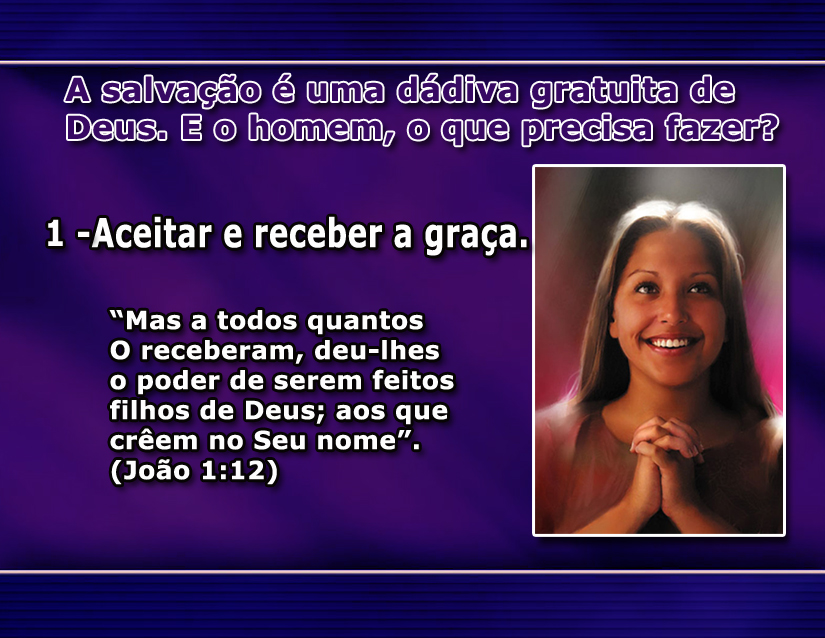 A salvação é uma dádiva gratuita de
Deus. E o homem, o que precisa fazer?
1 -Aceitar e receber a graça.
“Mas a todos quantos
O receberam, deu-lhes
o poder de serem feitos
filhos de Deus; aos que
crêem no Seu nome”.
(João 1:12)